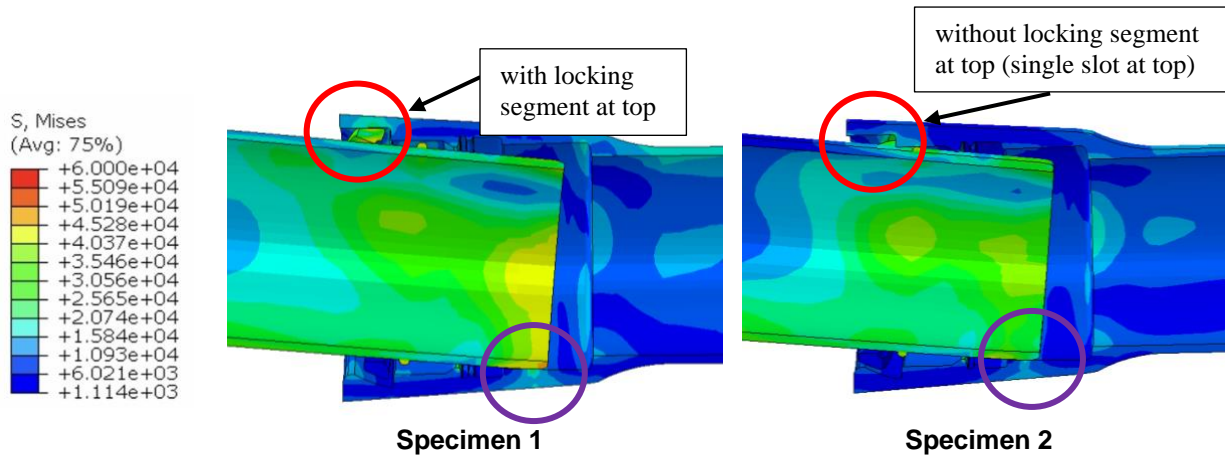 with locking
segment at top
without locking segment
at top (single slot at top)
S, Mises
(Avg: 75%)
+6.000e+04
+5.509e+04
+5.019e+04
+4.528e+04
+4.037e+04
+3.546e+04
+3.056e+04
+2.565e+04
+2.074e+04
+1.584e+04
+1.093e+04
+6.021e+03
+1.114e+03
Specimen 1
Specimen 2